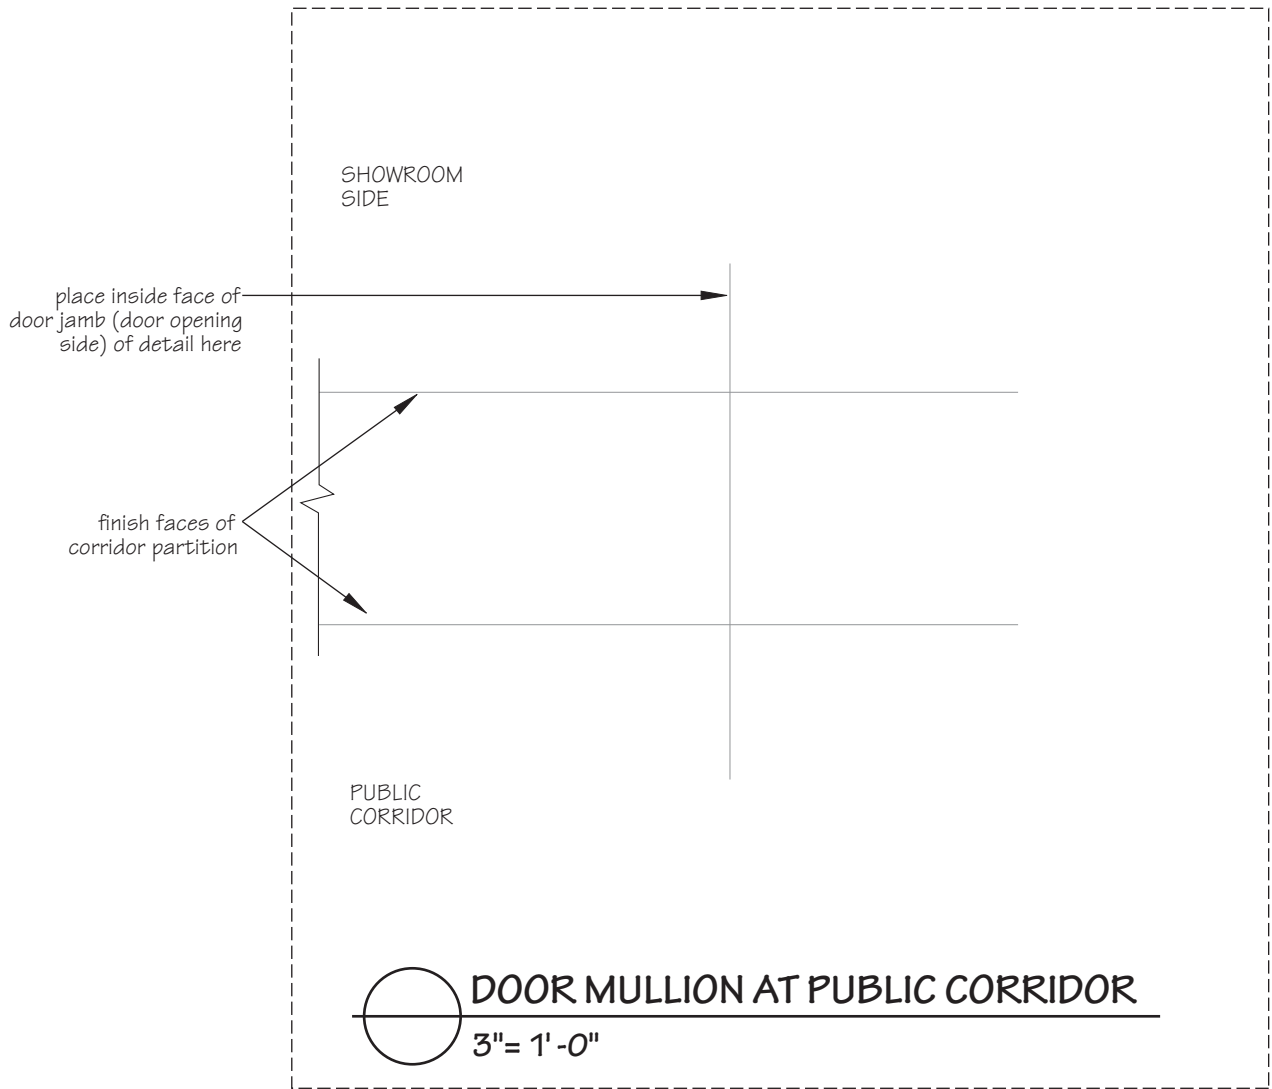 SHOWROOM
SIDE
place inside face of
door jamb (door opening
side) of detail here
finish faces of
corridor partition
PUBLIC
CORRIDOR
DOOR MULLION AT PUBLIC CORRIDOR
3"= 1'-0"